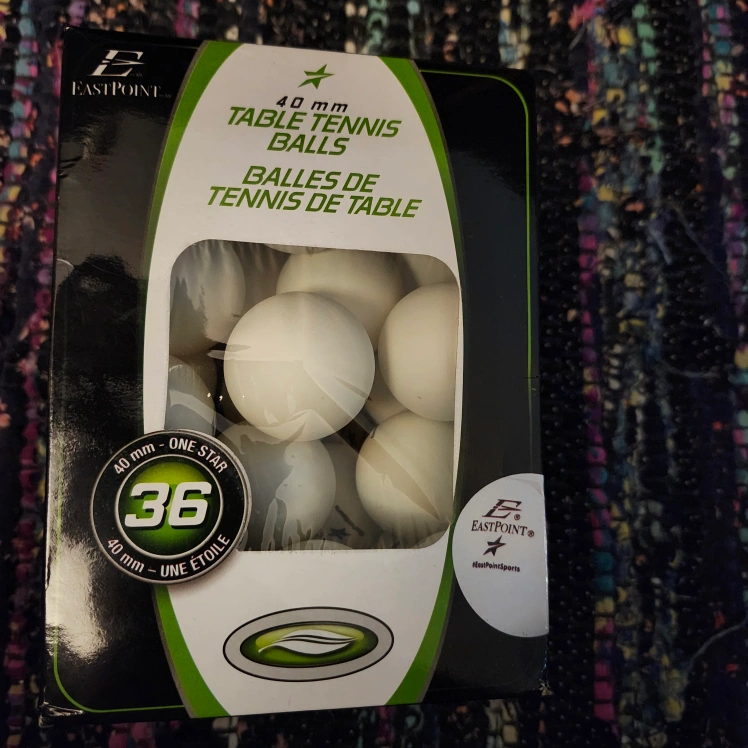 EASTPOINT
40 mm
TABLE TENNIS
BALLS
BALLES DE
TENNIS DE TABLE
40 mm - ONE STAR
36
40 mm - UNE ÉTOILE
EASTPOINT®
#EastPointSports